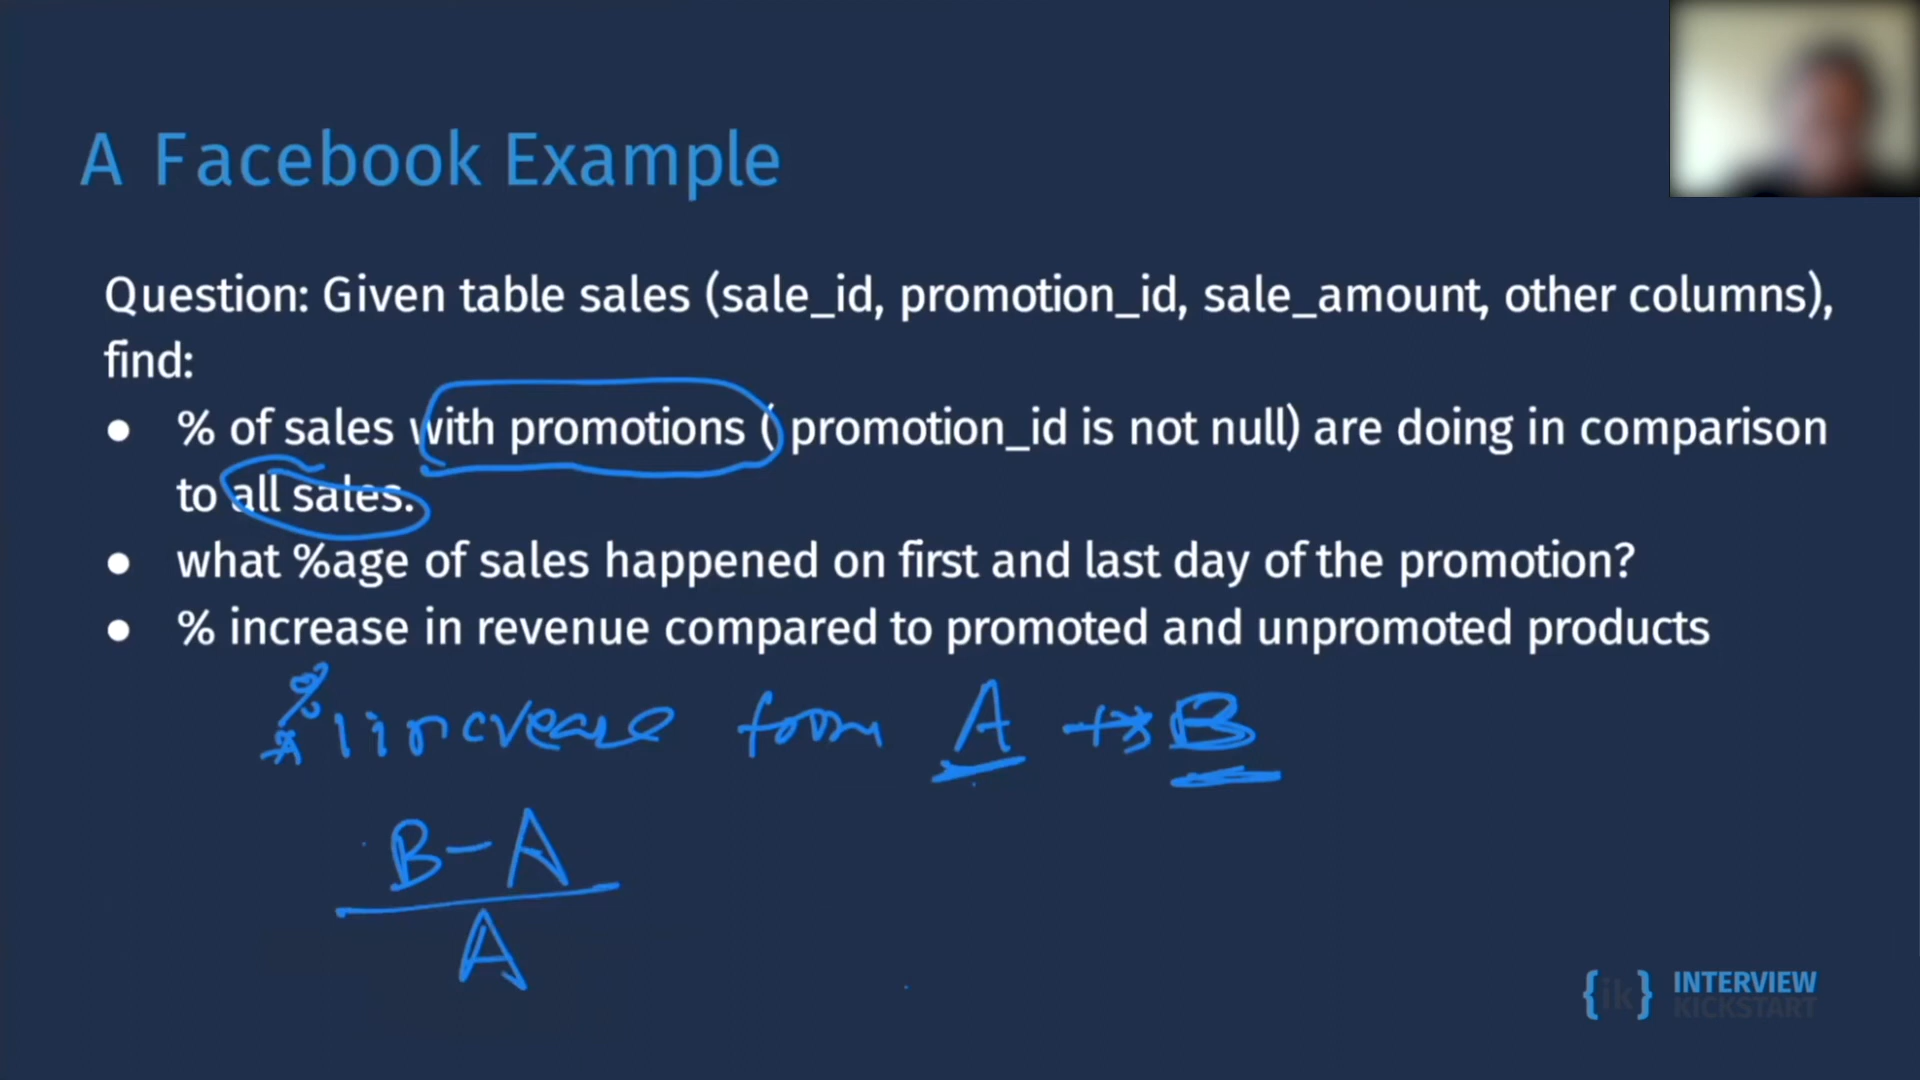 A Facebook Example
Question: Given table sales (sale_id, promotion_id, sale_amount, other columns),
find:
● % of sales with promotions ( promotion_id is not null) are doing in comparison
to all sales.
● what %age of sales happened on first and last day of the promotion?
● % increase in revenue compared to promoted and unpromoted products
% increase from A → B
B - A
A
{ik} INTERVIEW
KICKSTART